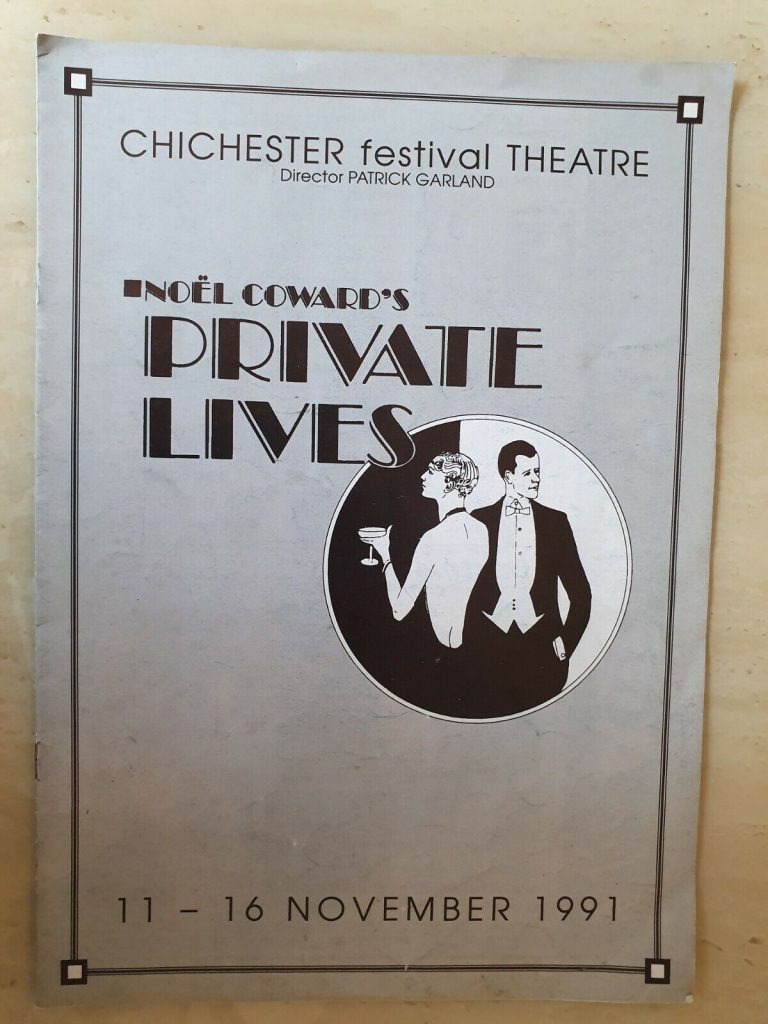 CHICHESTER festival THEATRE
Director PATRICK GARLAND
NOËL COWARD'S
PRIVATE
LIVES
11 – 16 NOVEMBER 1991